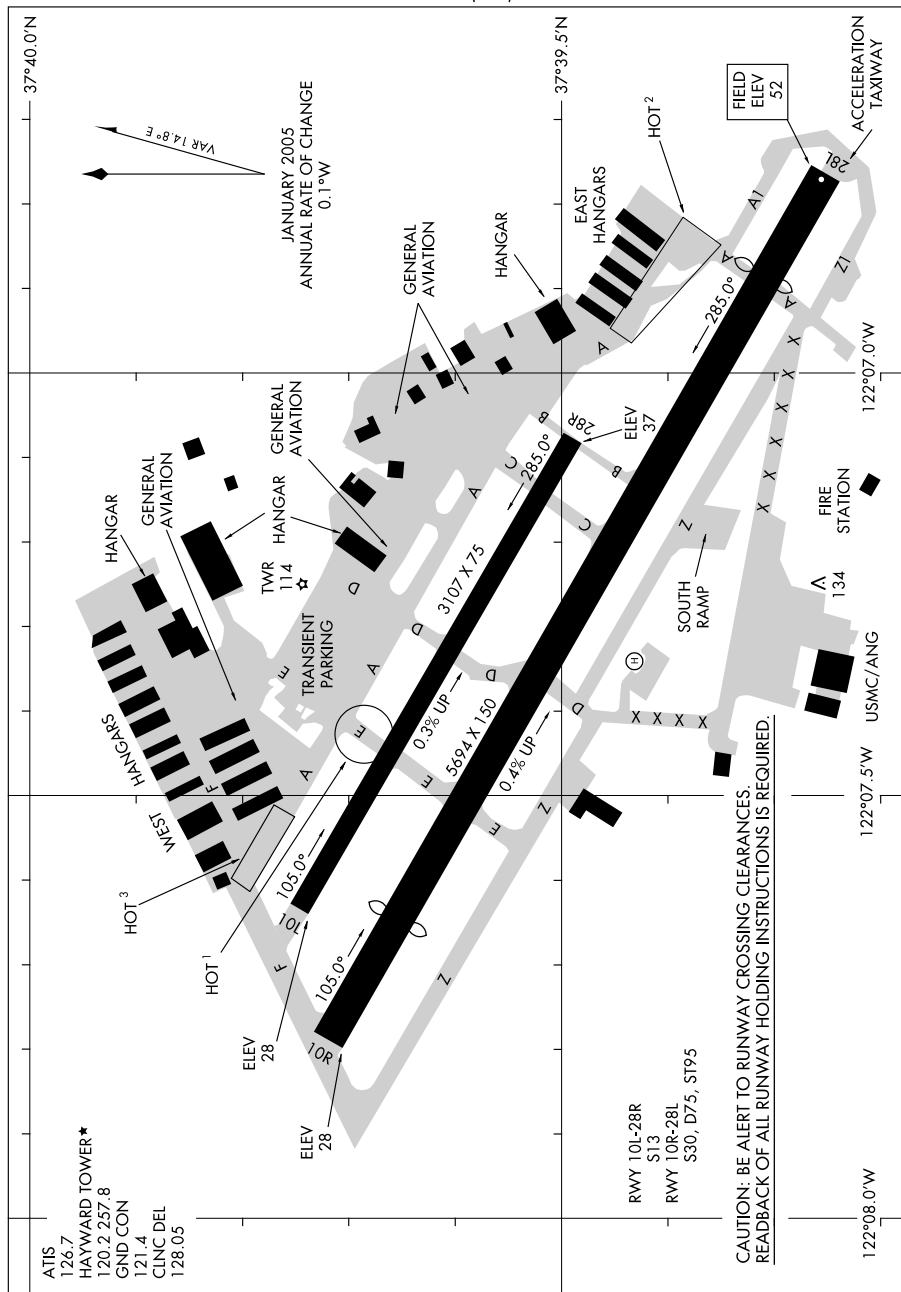 37°40.0'N
37°39.5'N
VAR 14.8° E
JANUARY 2005
ANNUAL RATE OF CHANGE
0.1°W
FIELD
ELEV
52
ACCELERATION
TAXIWAY
HOT 2
EAST
HANGARS
28L
A1
Z1
A
A
285.0°
HANGAR
GENERAL
AVIATION
A
122°07.0'W
B
28R
ELEV
37
B
X X X X X
C
285.0°
C
A
GENERAL
AVIATION
HANGAR
FIRE
STATION
Z
SOUTH
RAMP
134
HANGAR
GENERAL
AVIATION
TWR
114
D
3107 X 75
D
A
D
D
H
TRANSIENT
PARKING
E
E
0.3% UP
5694 X 150
0.4% UP
X X X X
USMC/ANG
HANGARS
WEST
F
A
E
E
Z
122°07.5'W
HOT 3
HOT 1
105.0°
10L
F
105.0°
Z
10R
ELEV
28
ELEV
28
ATIS
126.7
HAYWARD TOWER★
120.2 257.8
GND CON
121.4
CLNC DEL
128.05
RWY 10L-28R
S13
RWY 10R-28L
S30, D75, ST95
CAUTION: BE ALERT TO RUNWAY CROSSING CLEARANCES.
READBACK OF ALL RUNWAY HOLDING INSTRUCTIONS IS REQUIRED.
122°08.0'W